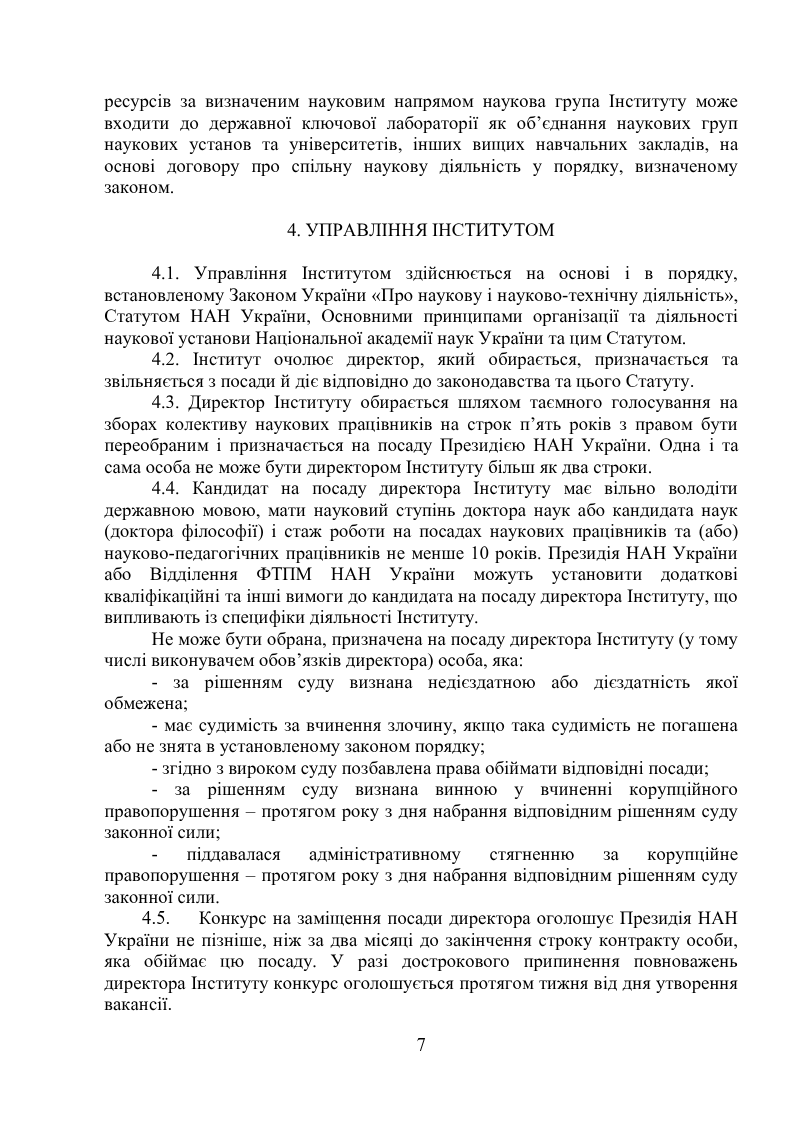 ресурсів за визначеним науковим напрямом наукова група Інституту може
входити до державної ключової лабораторії як об’єднання наукових груп
наукових установ та університетів, інших вищих навчальних закладів, на
основі договору про спільну наукову діяльність у порядку, визначеному
законом.
4. УПРАВЛІННЯ ІНСТИТУТОМ
4.1. Управління Інститутом здійснюється на основі і в порядку,
встановленому Законом України «Про наукову і науково-технічну діяльність»,
Статутом НАН України, Основними принципами організації та діяльності
наукової установи Національної академії наук України та цим Статутом.
4.2. Інститут очолює директор, який обирається, призначається та
звільняється з посади й діє відповідно до законодавства та цього Статуту.
4.3. Директор Інституту обирається шляхом таємного голосування на
зборах колективу наукових працівників на строк п’ять років з правом бути
переобраним і призначається на посаду Президією НАН України. Одна і та
сама особа не може бути директором Інституту більш як два строки.
4.4. Кандидат на посаду директора Інституту має вільно володіти
державною мовою, мати науковий ступінь доктора наук або кандидата наук
(доктора філософії) і стаж роботи на посадах наукових працівників та (або)
науково-педагогічних працівників не менше 10 років. Президія НАН України
або Відділення ФТПМ НАН України можуть установити додаткові
кваліфікаційні та інші вимоги до кандидата на посаду директора Інституту, що
випливають із специфіки діяльності Інституту.
Не може бути обрана, призначена на посаду директора Інституту (у тому
числі виконувачем обов’язків директора) особа, яка:
- за рішенням суду визнана недієздатною або дієздатність якої
обмежена;
- має судимість за вчинення злочину, якщо така судимість не погашена
або не знята в установленому законом порядку;
- згідно з вироком суду позбавлена права обіймати відповідні посади;
- за рішенням суду визнана винною у вчиненні корупційного
правопорушення – протягом року з дня набрання відповідним рішенням суду
законної сили;
- піддавалася адміністративному стягненню за корупційне
правопорушення – протягом року з дня набрання відповідним рішенням суду
законної сили.
4.5. Конкурс на заміщення посади директора оголошує Президія НАН
України не пізніше, ніж за два місяці до закінчення строку контракту особи,
яка обіймає цю посаду. У разі дострокового припинення повноважень
директора Інституту конкурс оголошується протягом тижня від дня утворення
вакансії.
7